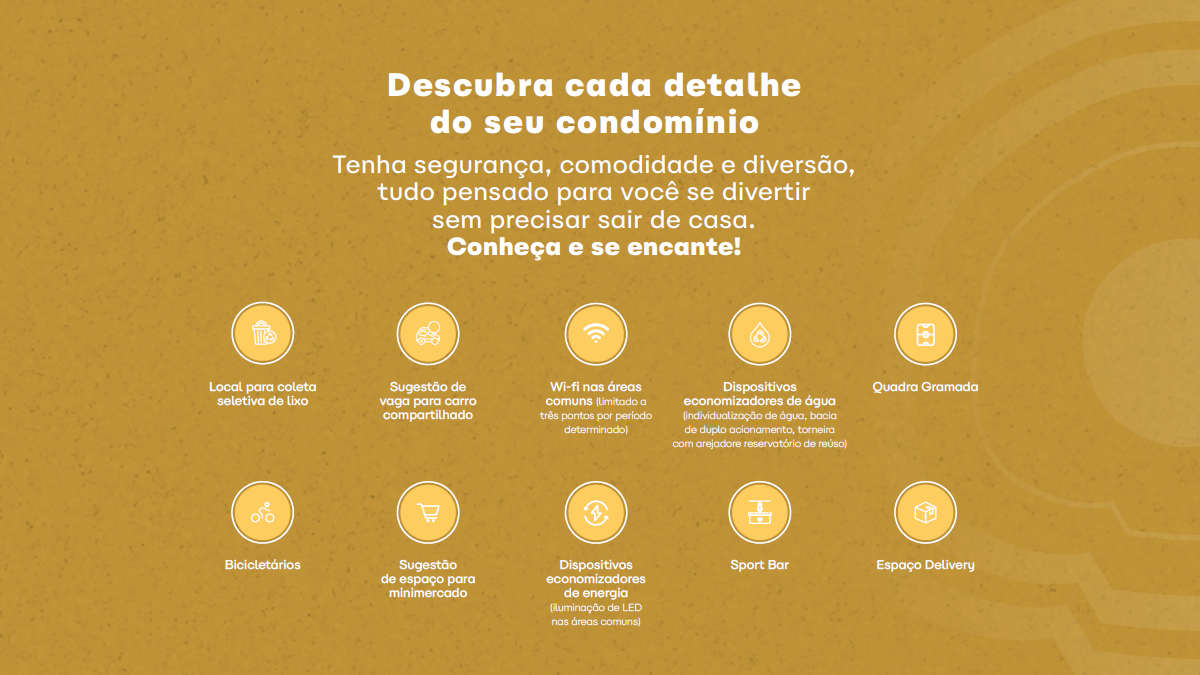 Descubra cada detalhe
do seu condomínio
Tenha segurança, comodidade e diversão,
tudo pensado para você se divertir
sem precisar sair de casa.
Conheça e se encante!
Local para coleta
seletiva de lixo
Sugestão de
vaga para carro
compartilhado
Wi-fi nas áreas
comuns (limitado a
três pontos por período
determinado)
Dispositivos
economizadores de água
(individualização de água, bacia
de duplo acionamento, torneira
com arejadore reservatório de reúso)
Quadra Gramada
Bicicletários
Sugestão
de espaço para
minimercado
Dispositivos
economizadores
de energia
(iluminação de LED
nas áreas comuns)
Sport Bar
Espaço Delivery